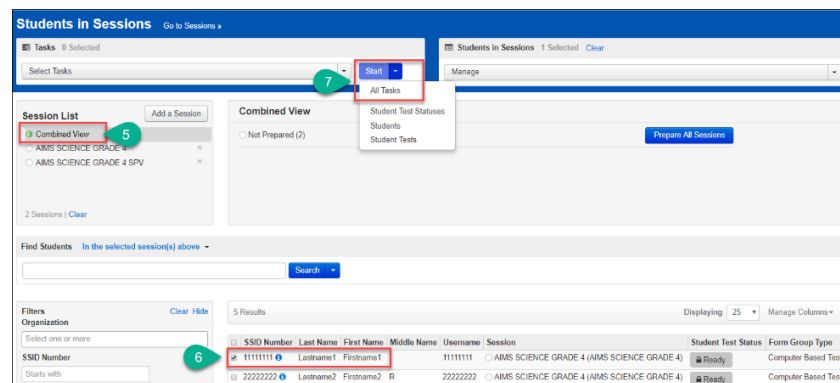 Students in Sessions Go to Sessions »
Tasks 0 Selected
Students in Sessions 1 Selected Clear
Select Tasks
Start
Manage
7
All Tasks
Student Test Statuses
Students
Student Tests
Session List
Add a Session
Combined View
5
AIMS SCIENCE GRADE 4
AIMS SCIENCE GRADE 4 SPV
2 Sessions | Clear
Combined View
Not Prepared (2)
Prepare All Sessions
Find Students In the selected session(s) above
Search
Filters Clear Hide
Organization
Select one or more
SSID Number
Starts with
5 Results
Displaying 25 Manage Columns
SSID Number Last Name First Name Middle Name Username Session Student Test Status Form Group Type
6
11111111 Lastname1 Firstname1 11111111 AIMS SCIENCE GRADE 4 (AIMS SCIENCE GRADE 4) Ready Computer Based Tes
22222222 Lastname2 Firstname2 R 22222222 AIMS SCIENCE GRADE 4 (AIMS SCIENCE GRADE 4) Ready Computer Based Tes